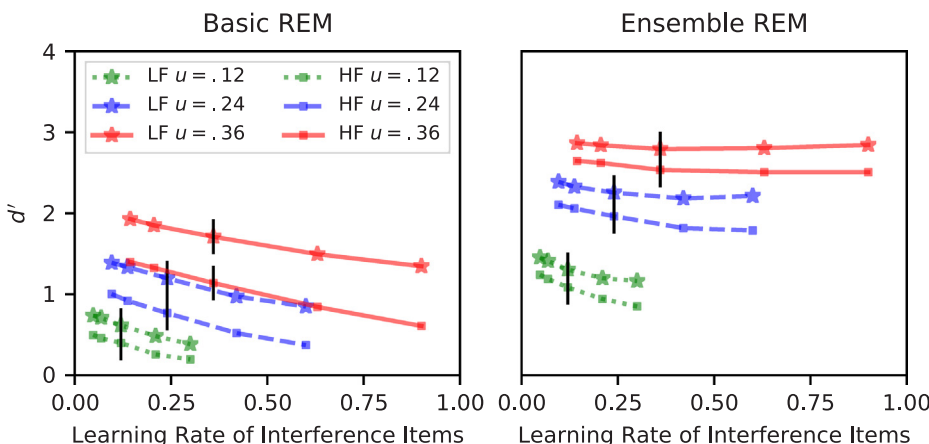 Basic REM
Ensemble REM
4
3
2
1
0
d′
LF u = .12
HF u = .12
LF u = .24
HF u = .24
LF u = .36
HF u = .36
0.00 0.25 0.50 0.75 1.00
0.00 0.25 0.50 0.75 1.00
Learning Rate of Interference Items
Learning Rate of Interference Items